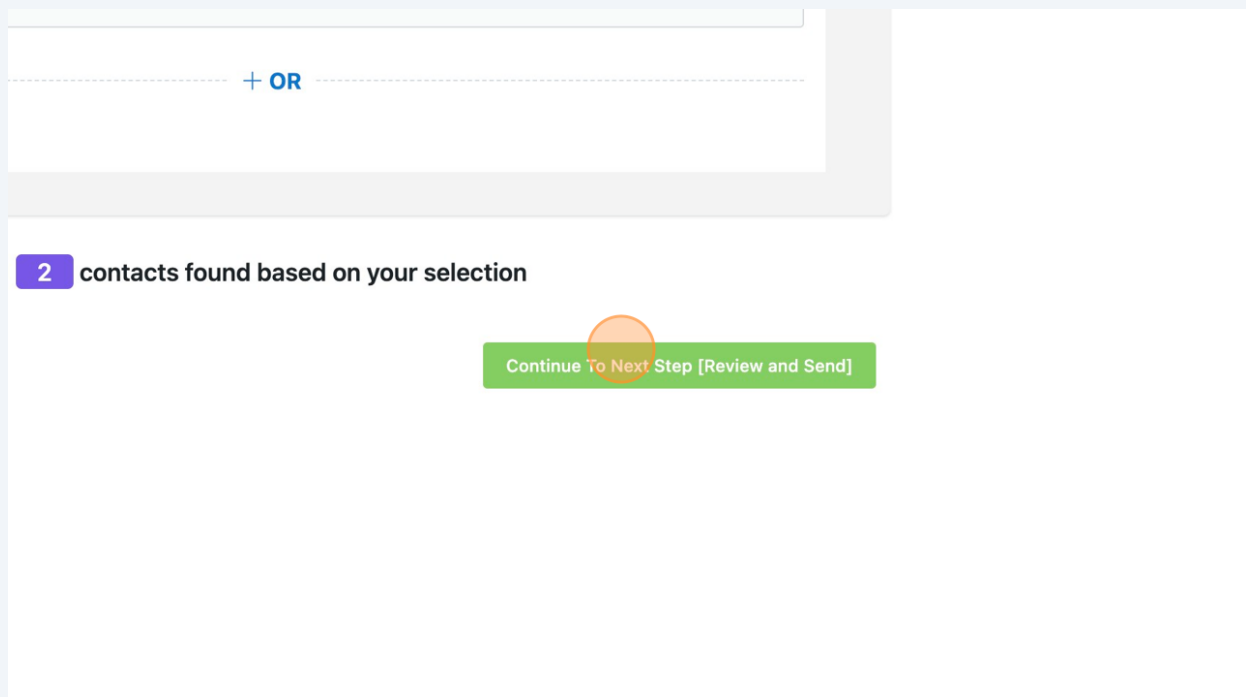 + OR
2 contacts found based on your selection
Continue To Next Step [Review and Send]